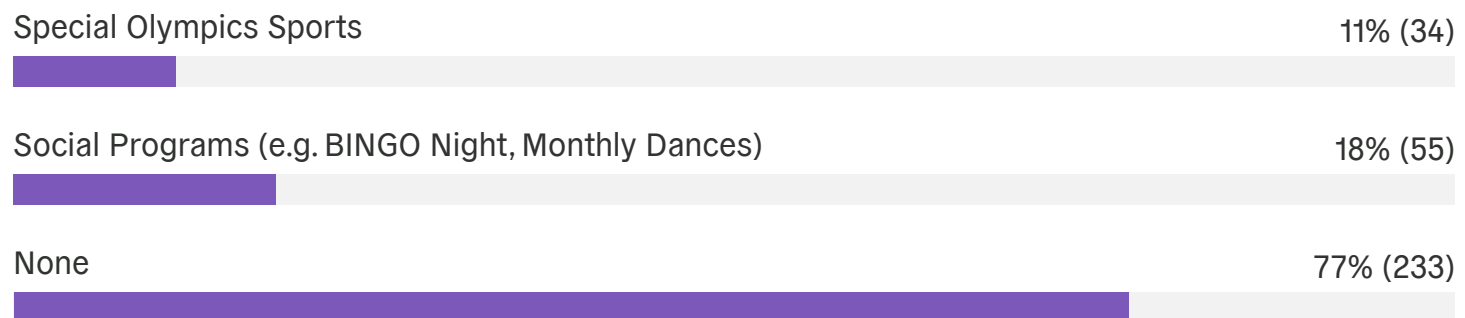 Special Olympics Sports 11% (34)
Social Programs (e.g. BINGO Night, Monthly Dances) 18% (55)
None 77% (233)